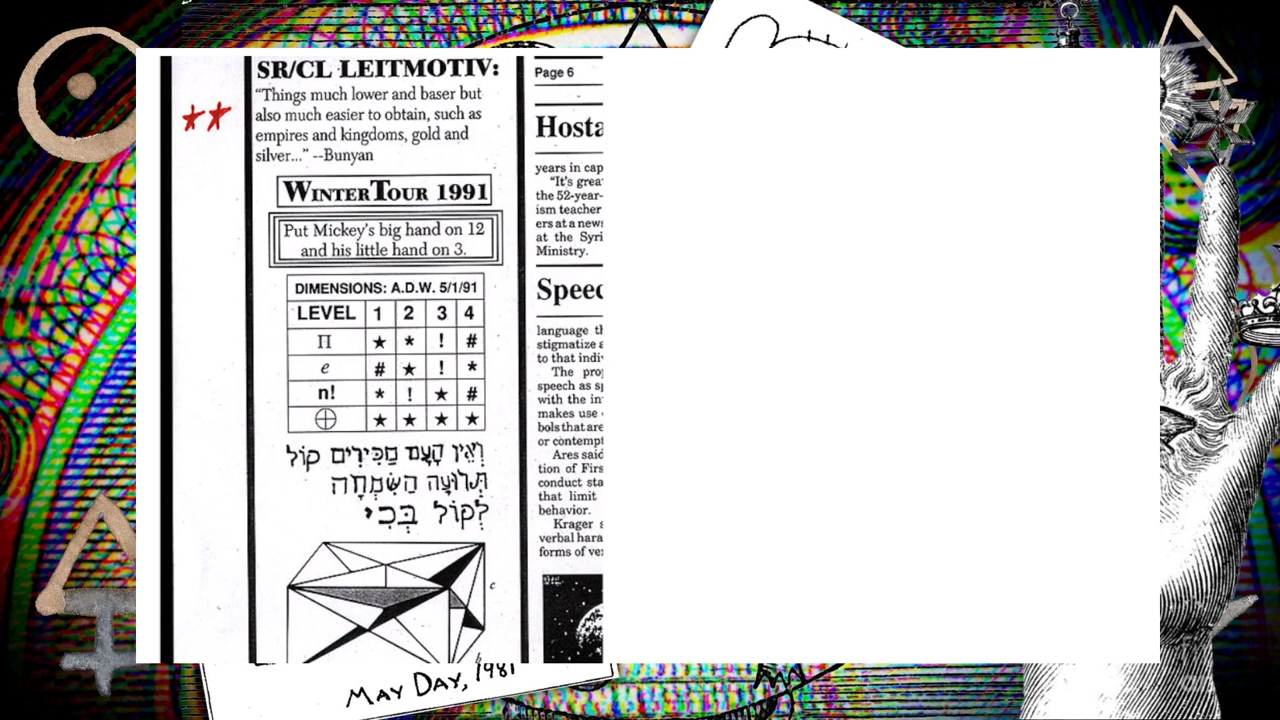 SR/CL LEITMOTIV:
“Things much lower and baser but
also much easier to obtain, such as
empires and kingdoms, gold and
silver...” --Bunyan
WINTERTOUR 1991
Put Mickey's big hand on 12
and his little hand on 3.
DIMENSIONS: A.D.W. 5/1/91
LEVEL 1 2 3 4
Π ★ * ! #
e # ★ ! *
n! * ! ★ #
⊕ ★ ★ ★ ★
וְאֵין הָעָם מַכִּירִים קוֹל
תְּרוּעָה הַשִּׂמְחָה
לְקוֹל בְּכִי
c
b
Page 6
Hosta
years in cap
“It's grea
the 52-year-
ism teacher
ers at a news
at the Syri
Ministry.
Speec
language th
stigmatize a
to that indiv
The prop
speech as sp
with the in
makes use
bols that are
or contempt
Ares said
tion of Firs
conduct sta
that limit
behavior.
Krager s
verbal hara
forms of ve
MAY DAY, 1981